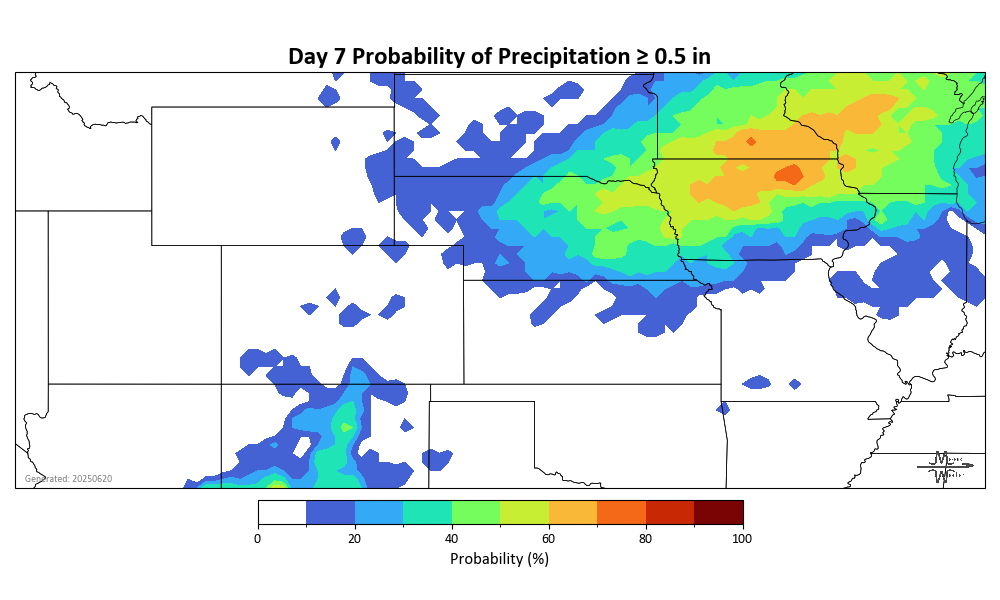 Day 7 Probability of Precipitation ≥ 0.5 in
Generated: 20250620
0 20 40 60 80 100
Probability (%)